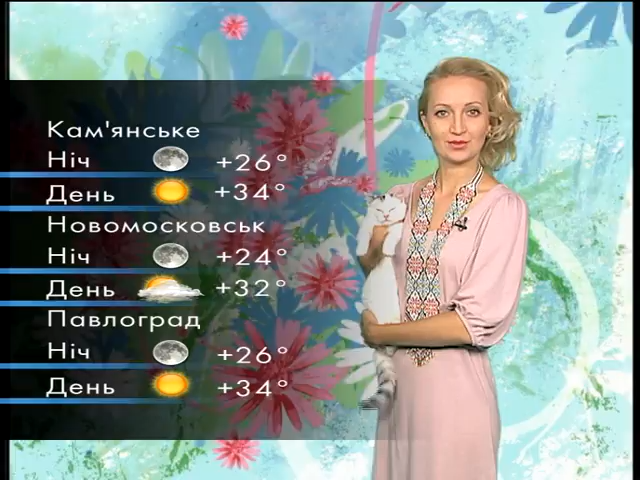 Кам'янське
Ніч +26°
День +34°
Новомосковськ
Ніч +24°
День +32°
Павлоград
Ніч +26°
День +34°